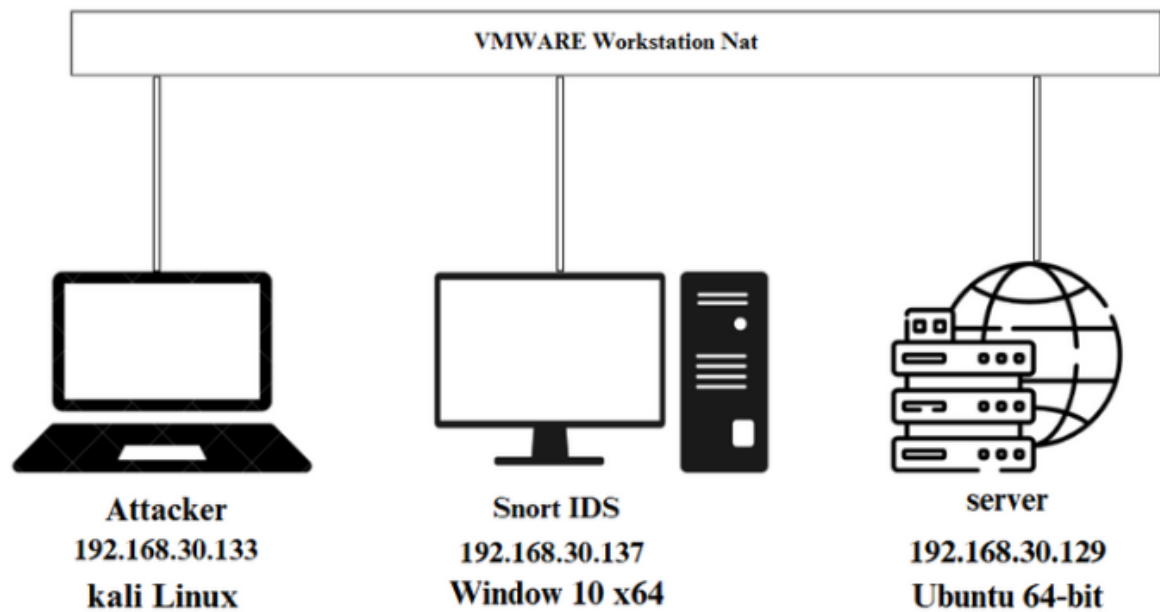 VMWARE Workstation Nat
Attacker
192.168.30.133
kali Linux
Snort IDS
192.168.30.137
Window 10 x64
server
192.168.30.129
Ubuntu 64-bit